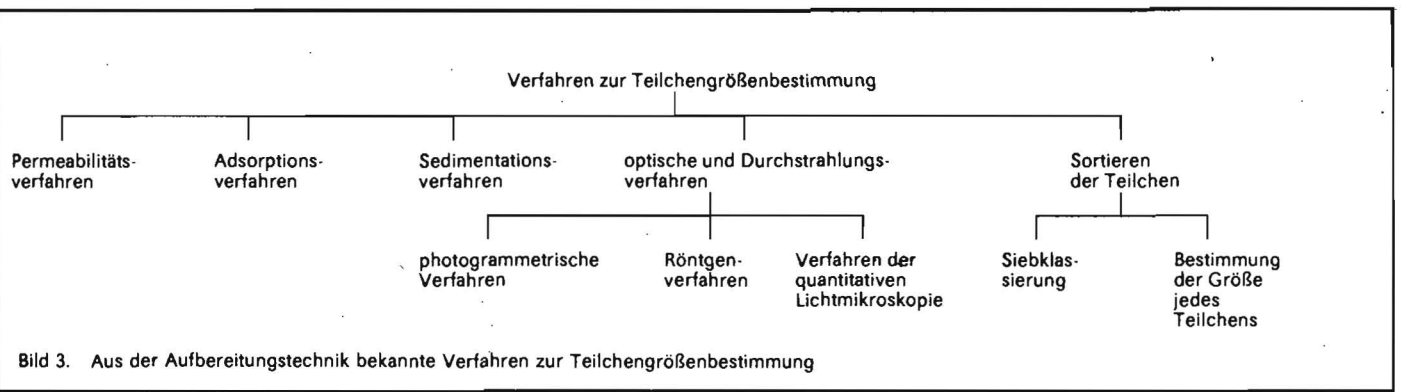 Verfahren zur Teilchengrößenbestimmung
Permeabilitäts-
verfahren
Adsorptions-
verfahren
Sedimentations-
verfahren
optische und Durchstrahlungs-
verfahren
Sortieren
der Teilchen
photogrammetrische
Verfahren
Röntgen-
verfahren
Verfahren der
quantitativen
Lichtmikroskopie
Siebklas-
sierung
Bestimmung
der Größe
jedes
Teilchens
Bild 3. Aus der Aufbereitungstechnik bekannte Verfahren zur Teilchengrößenbestimmung